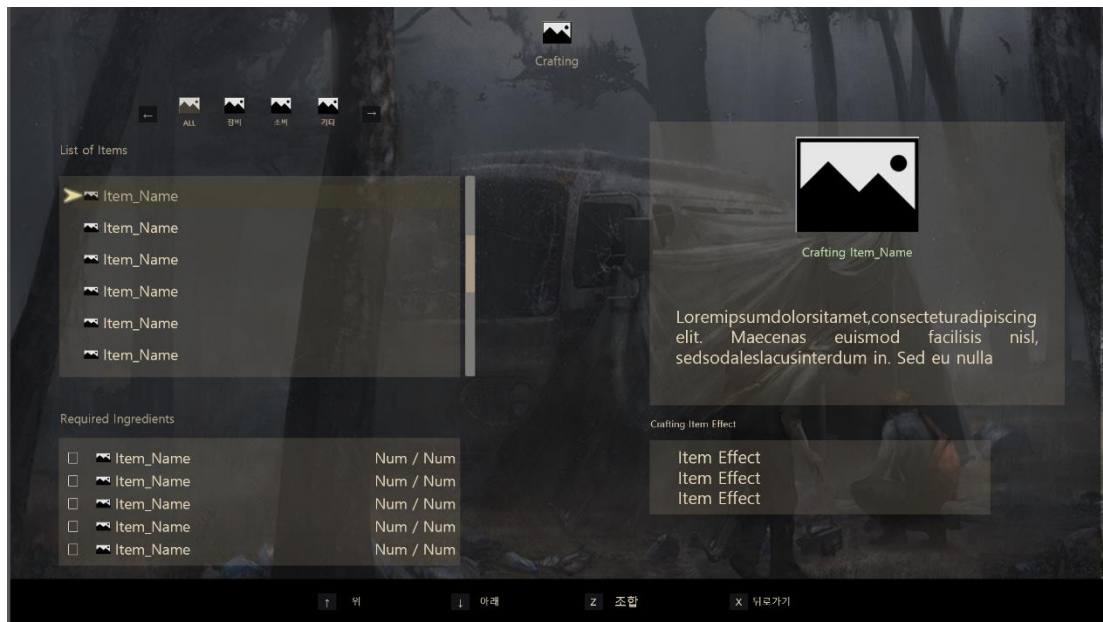 Crafting
← ALL 장비 소비 기타 →
List of Items
Item_Name
Item_Name
Item_Name
Item_Name
Item_Name
Item_Name
Required Ingredients
Item_Name Num / Num
Item_Name Num / Num
Item_Name Num / Num
Item_Name Num / Num
Item_Name Num / Num
Crafting Item_Name
Loremipsumdolorsitamet,consecteturadipiscing
elit. Maecenas euismod facilisis nisl,
sedsodaleslacusinterdum in. Sed eu nulla
Crafting Item Effect
Item Effect
Item Effect
Item Effect
↑ 위 ↓ 아래 Z 조합 X 뒤로가기